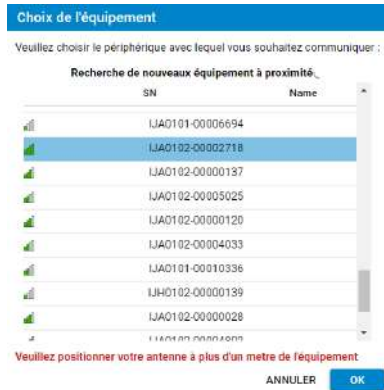 Choix de l'équipement
Veuillez choisir le périphérique avec lequel vous souhaitez communiquer :
Recherche de nouveaux équipement à proximité
SN Name
IJA0101-00006694
IJA0102-00002718
IJA0102-00000137
IJA0102-00005025
IJA0102-00000120
IJA0102-00004033
IJA0101-00010336
IJH0102-00000139
IJA0102-00000028
Veuillez positionner votre antenne à plus d'un metre de l'équipement
ANNULER OK